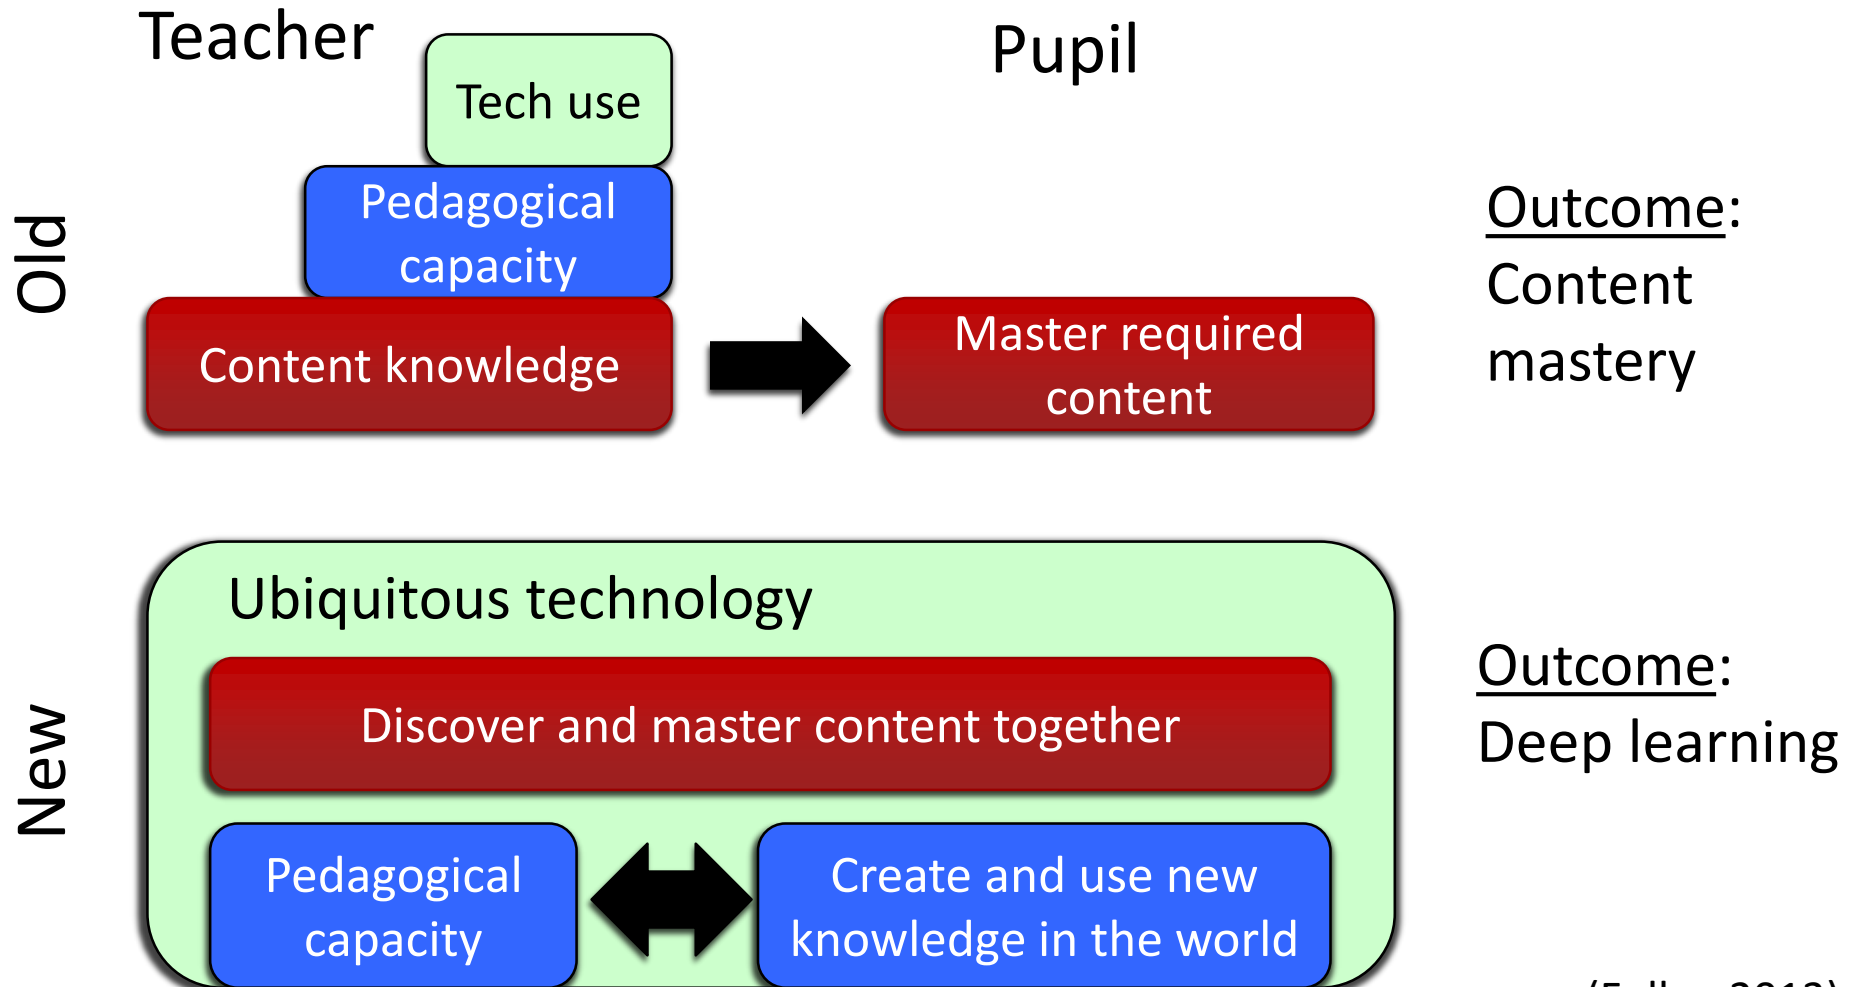 Teacher
Pupil
Tech use
Old
Pedagogical
capacity
Content knowledge
Master required
content
Outcome:
Content
mastery
New
Ubiquitous technology
Discover and master content together
Pedagogical
capacity
Create and use new
knowledge in the world
Outcome:
Deep learning